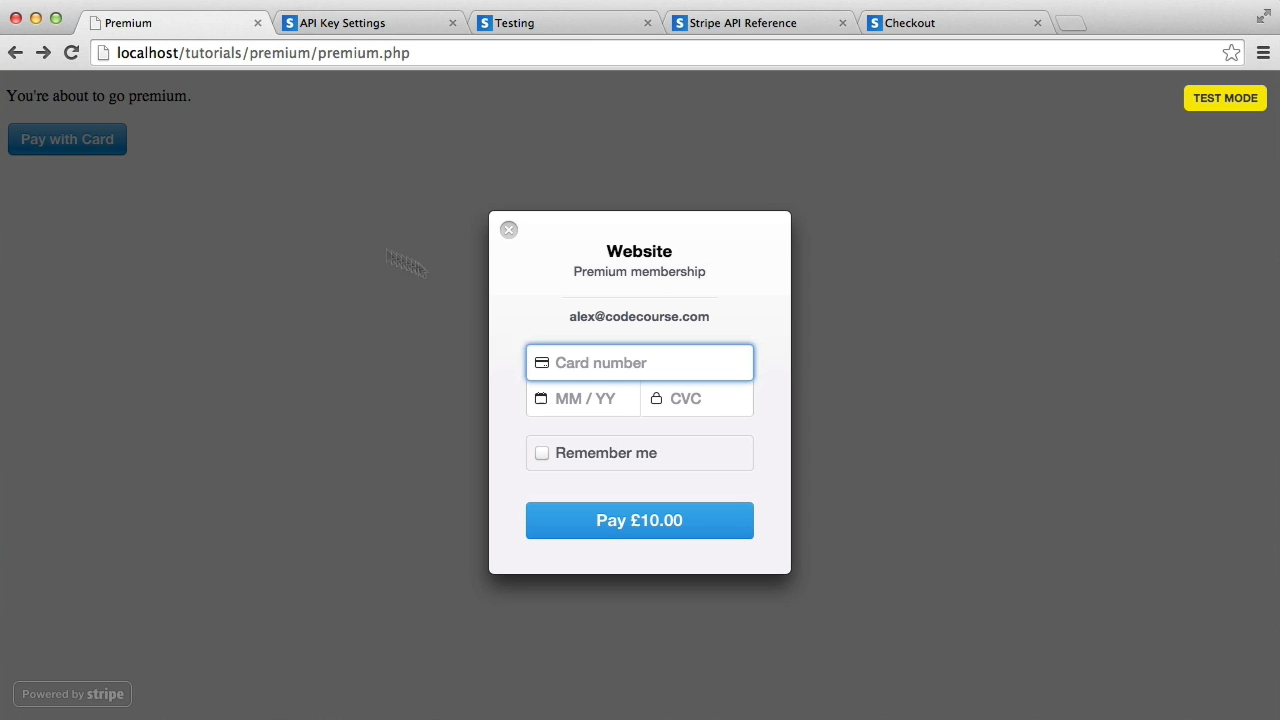 Premium
API Key Settings
Testing
Stripe API Reference
Checkout
localhost/tutorials/premium/premium.php
You're about to go premium.
TEST MODE
Pay with Card
Website
Premium membership
alex@codecourse.com
Card number
MM / YY
CVC
Remember me
Pay £10.00
Powered by stripe